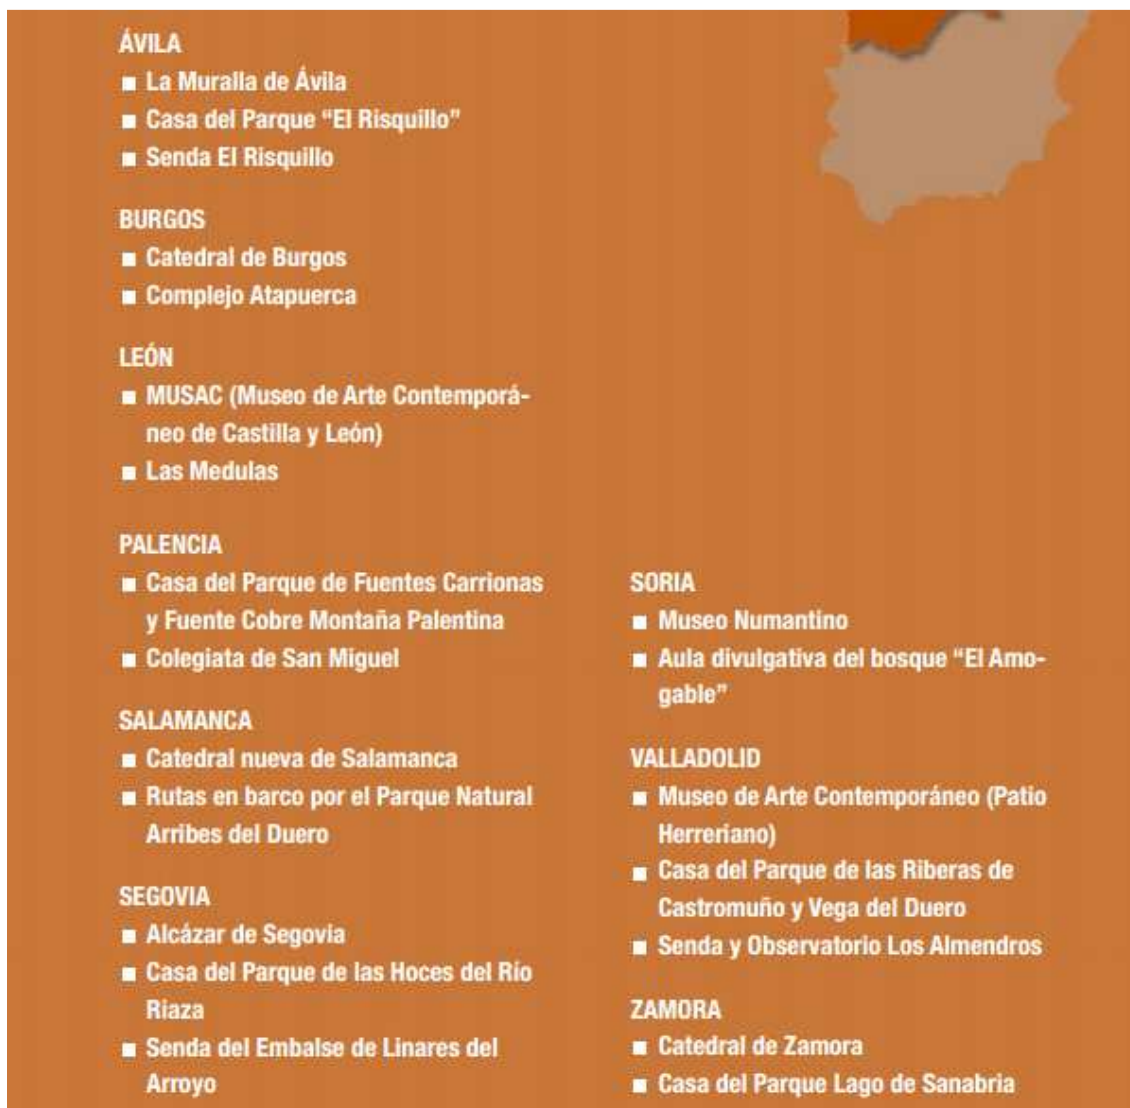 ÁVILA
■ La Muralla de Ávila
■ Casa del Parque “El Risquillo”
■ Senda El Risquillo
BURGOS
■ Catedral de Burgos
■ Complejo Atapuerca
LEÓN
■ MUSAC (Museo de Arte Contemporá-
neo de Castilla y León)
■ Las Medulas
PALENCIA
■ Casa del Parque de Fuentes Carrionas
y Fuente Cobre Montaña Palentina
■ Colegiata de San Miguel
SALAMANCA
■ Catedral nueva de Salamanca
■ Rutas en barco por el Parque Natural
Arribes del Duero
SEGOVIA
■ Alcázar de Segovia
■ Casa del Parque de las Hoces del Río
Riaza
■ Senda del Embalse de Linares del
Arroyo
SORIA
■ Museo Numantino
■ Aula divulgativa del bosque “El Amo-
gable”
VALLADOLID
■ Museo de Arte Contemporáneo (Patio
Herreriano)
■ Casa del Parque de las Riberas de
Castromuño y Vega del Duero
■ Senda y Observatorio Los Almendros
ZAMORA
■ Catedral de Zamora
■ Casa del Parque Lago de Sanabria